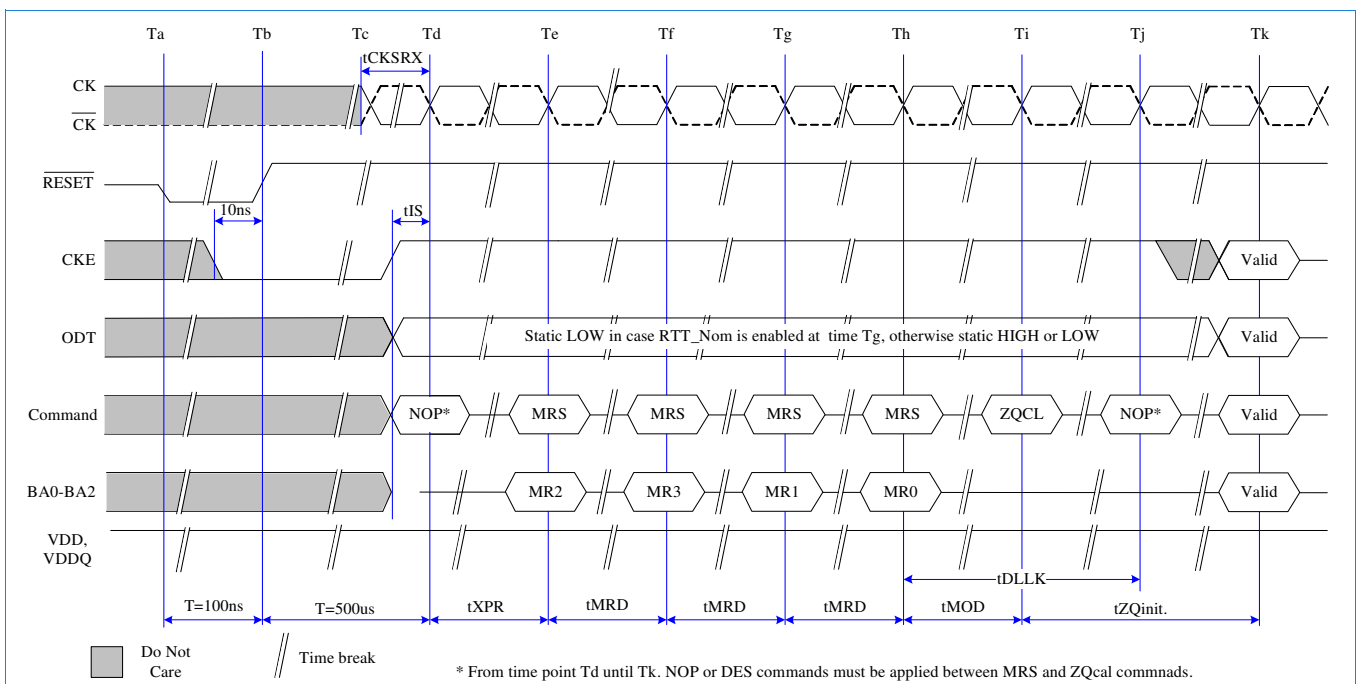 Ta Tb Tc Td Te Tf Tg Th Ti Tj Tk
tCKSRX
CK
CK
RESET
10ns
tIS
CKE
Valid
ODT
Static LOW in case RTT_Nom is enabled at time Tg, otherwise static HIGH or LOW
Valid
Command
NOP* MRS MRS MRS MRS ZQCL NOP* Valid
BA0-BA2
MR2 MR3 MR1 MR0 Valid
VDD,
VDDQ
tDLLK
T=100ns T=500us tXPR tMRD tMRD tMRD tMOD tZQinit.
Do Not
Care
Time break
* From time point Td until Tk. NOP or DES commands must be applied between MRS and ZQcal commnads.